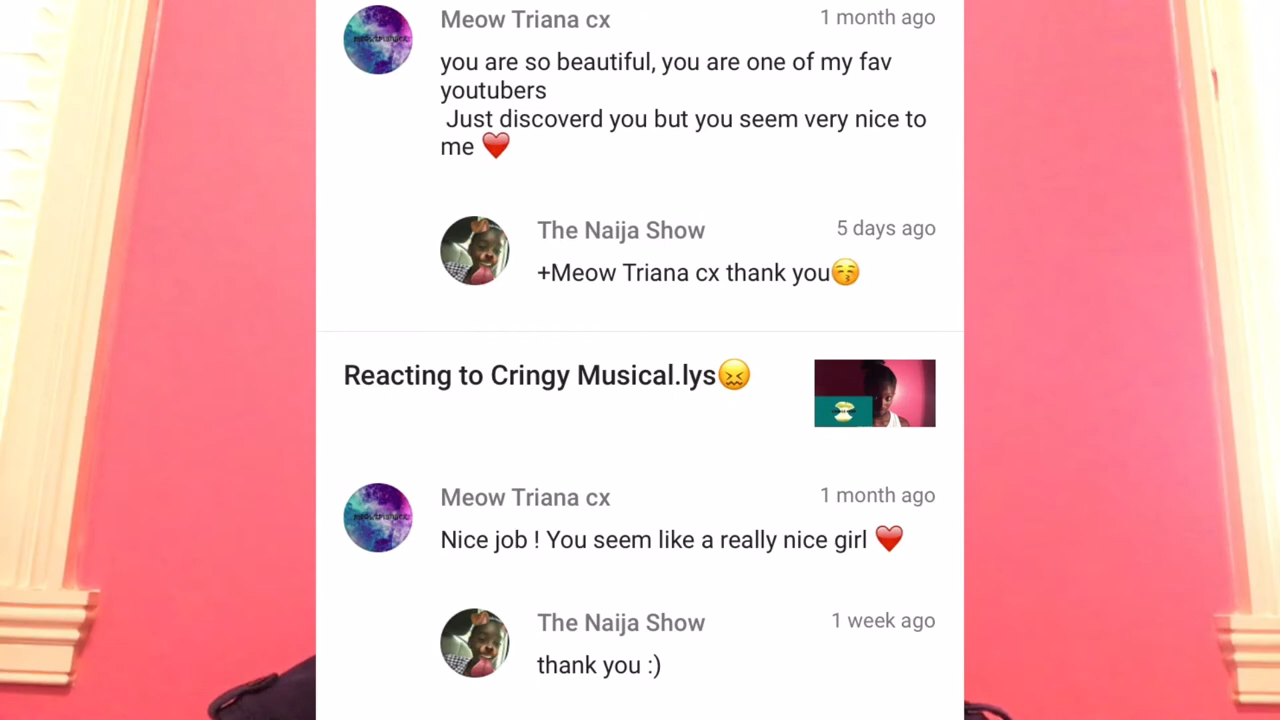 Meow Triana cx 1 month ago
you are so beautiful, you are one of my fav
youtubers
Just discoverd you but you seem very nice to
me ❤️
The Naija Show 5 days ago
+Meow Triana cx thank you😚
Reacting to Cringy Musical.lys😖
Meow Triana cx 1 month ago
Nice job ! You seem like a really nice girl ❤️
The Naija Show 1 week ago
thank you :)